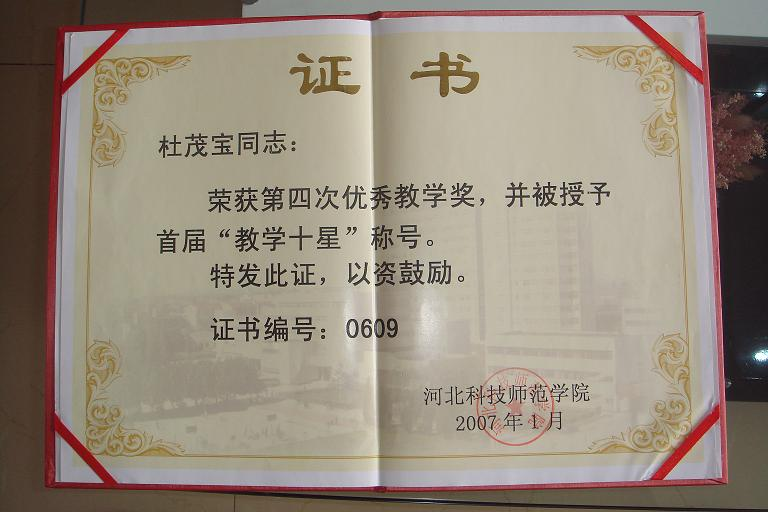 证书
杜茂宝同志：
荣获第四次优秀教学奖，并被授予
首届“教学十星”称号。
特发此证，以资鼓励。
证书编号：0609
河北科技师范学院
2007年1月